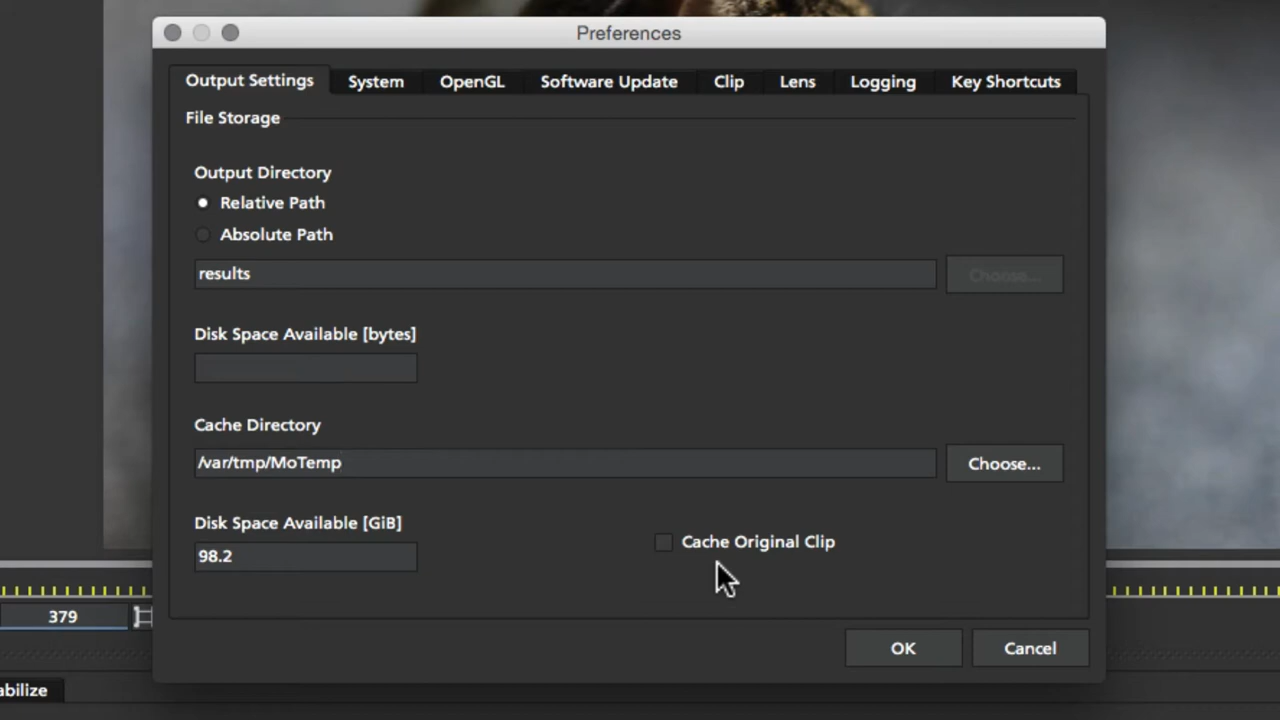 Preferences
Output Settings System OpenGL Software Update Clip Lens Logging Key Shortcuts
File Storage
Output Directory
Relative Path
Absolute Path
results Choose...
Disk Space Available [bytes]
Cache Directory
/var/tmp/MoTemp Choose...
Disk Space Available [GiB]
98.2 Cache Original Clip
379
OK Cancel
abilize